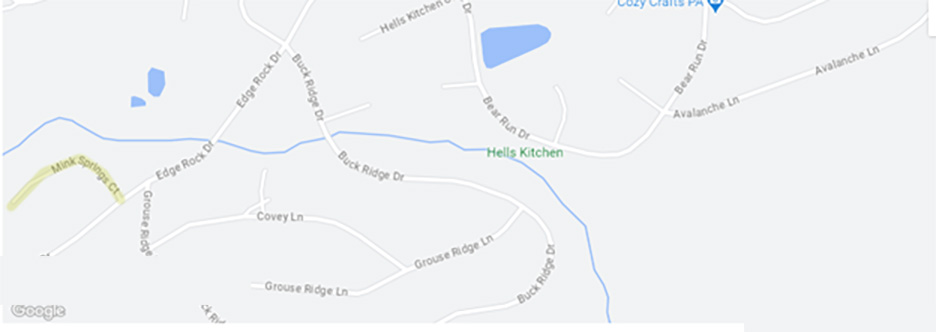 Cozy Crafts PA
Hells Kitchen
Dr
Edge Rock Dr
Buck Ridge Dr
Bear Run Dr
Bear Run Dr
Avalanche Ln
Avalanche Ln
Hells Kitchen
Mink Springs Ct
Edge Rock Dr
Buck Ridge Dr
Grouse Ridge
Covey Ln
Grouse Ridge Ln
Grouse Ridge Ln
Buck Ridge Dr
Google